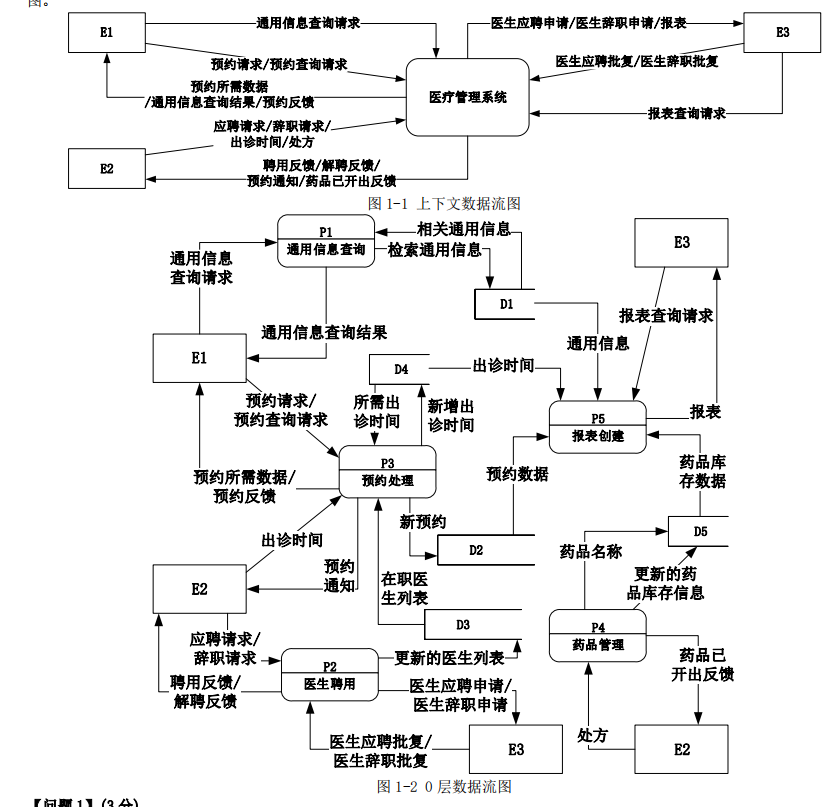 图。
E1
通用信息查询请求
医生应聘申请/医生辞职申请/报表
E3
预约请求/预约查询请求
医生应聘批复/医生辞职批复
预约所需数据
/通用信息查询结果/预约反馈
医疗管理系统
报表查询请求
应聘请求/辞职请求/
出诊时间/处方
E2
聘用反馈/解聘反馈/
预约通知/药品已开出反馈
图 1-1 上下文数据流图
P1
通用信息查询
相关通用信息
检索通用信息
E3
通用信息
查询请求
D1
报表查询请求
通用信息查询结果
通用信息
E1
D4
出诊时间
预约请求/
预约查询请求
所需出
诊时间
新增出
诊时间
P5
报表创建
报表
P3
预约处理
药品库
存数据
预约所需数据/
预约反馈
预约数据
新预约
出诊时间
D2
D5
药品名称
预约
通知
在职医
生列表
更新的药
品库存信息
E2
D3
P4
药品管理
应聘请求/
辞职请求
P2
医生聘用
更新的医生列表
药品已
开出反馈
聘用反馈/
解聘反馈
医生应聘申请/
医生辞职申请
医生应聘批复/
医生辞职批复
E3
处方
E2
图 1-2 0 层数据流图
【问题 1】(3 分)